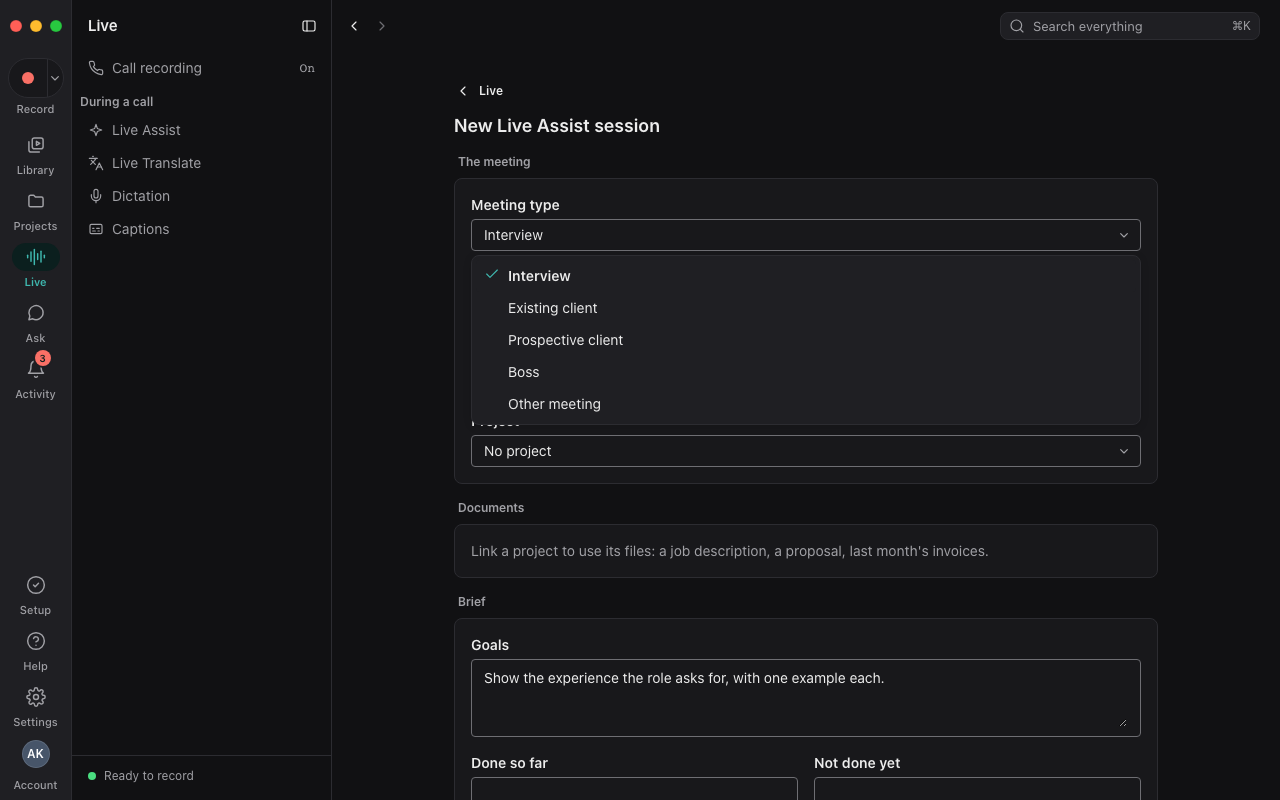 Live
Search everything
⌘K
Record
Call recording
On
During a call
Live Assist
Live Translate
Dictation
Captions
Library
Projects
Live
Ask
3
Activity
Setup
Help
Settings
AK
Account
Ready to record
Live
New Live Assist session
The meeting
Meeting type
Interview
Interview
Existing client
Prospective client
Boss
Other meeting
Project
No project
Documents
Link a project to use its files: a job description, a proposal, last month's invoices.
Brief
Goals
Show the experience the role asks for, with one example each.
Done so far
Not done yet